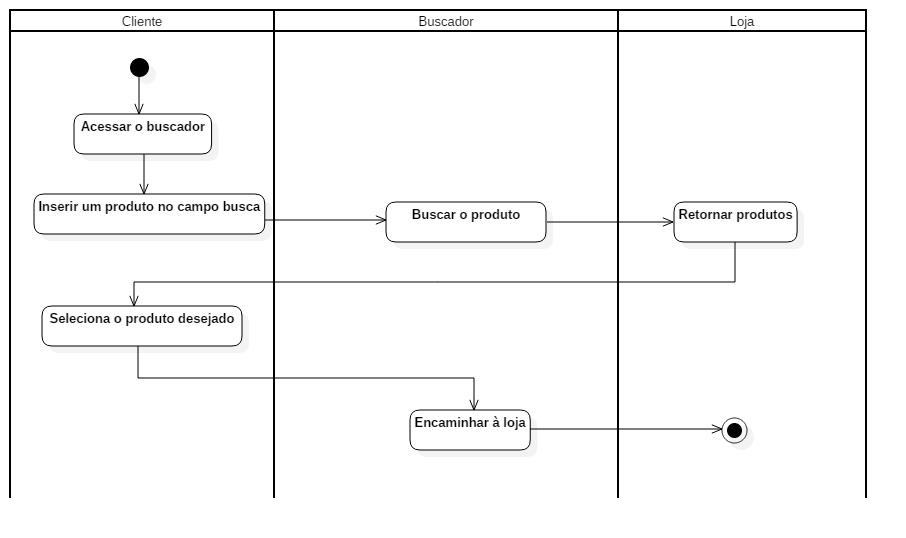 Cliente
Buscador
Loja
Acessar o buscador
Inserir um produto no campo busca
Buscar o produto
Retornar produtos
Seleciona o produto desejado
Encaminhar à loja